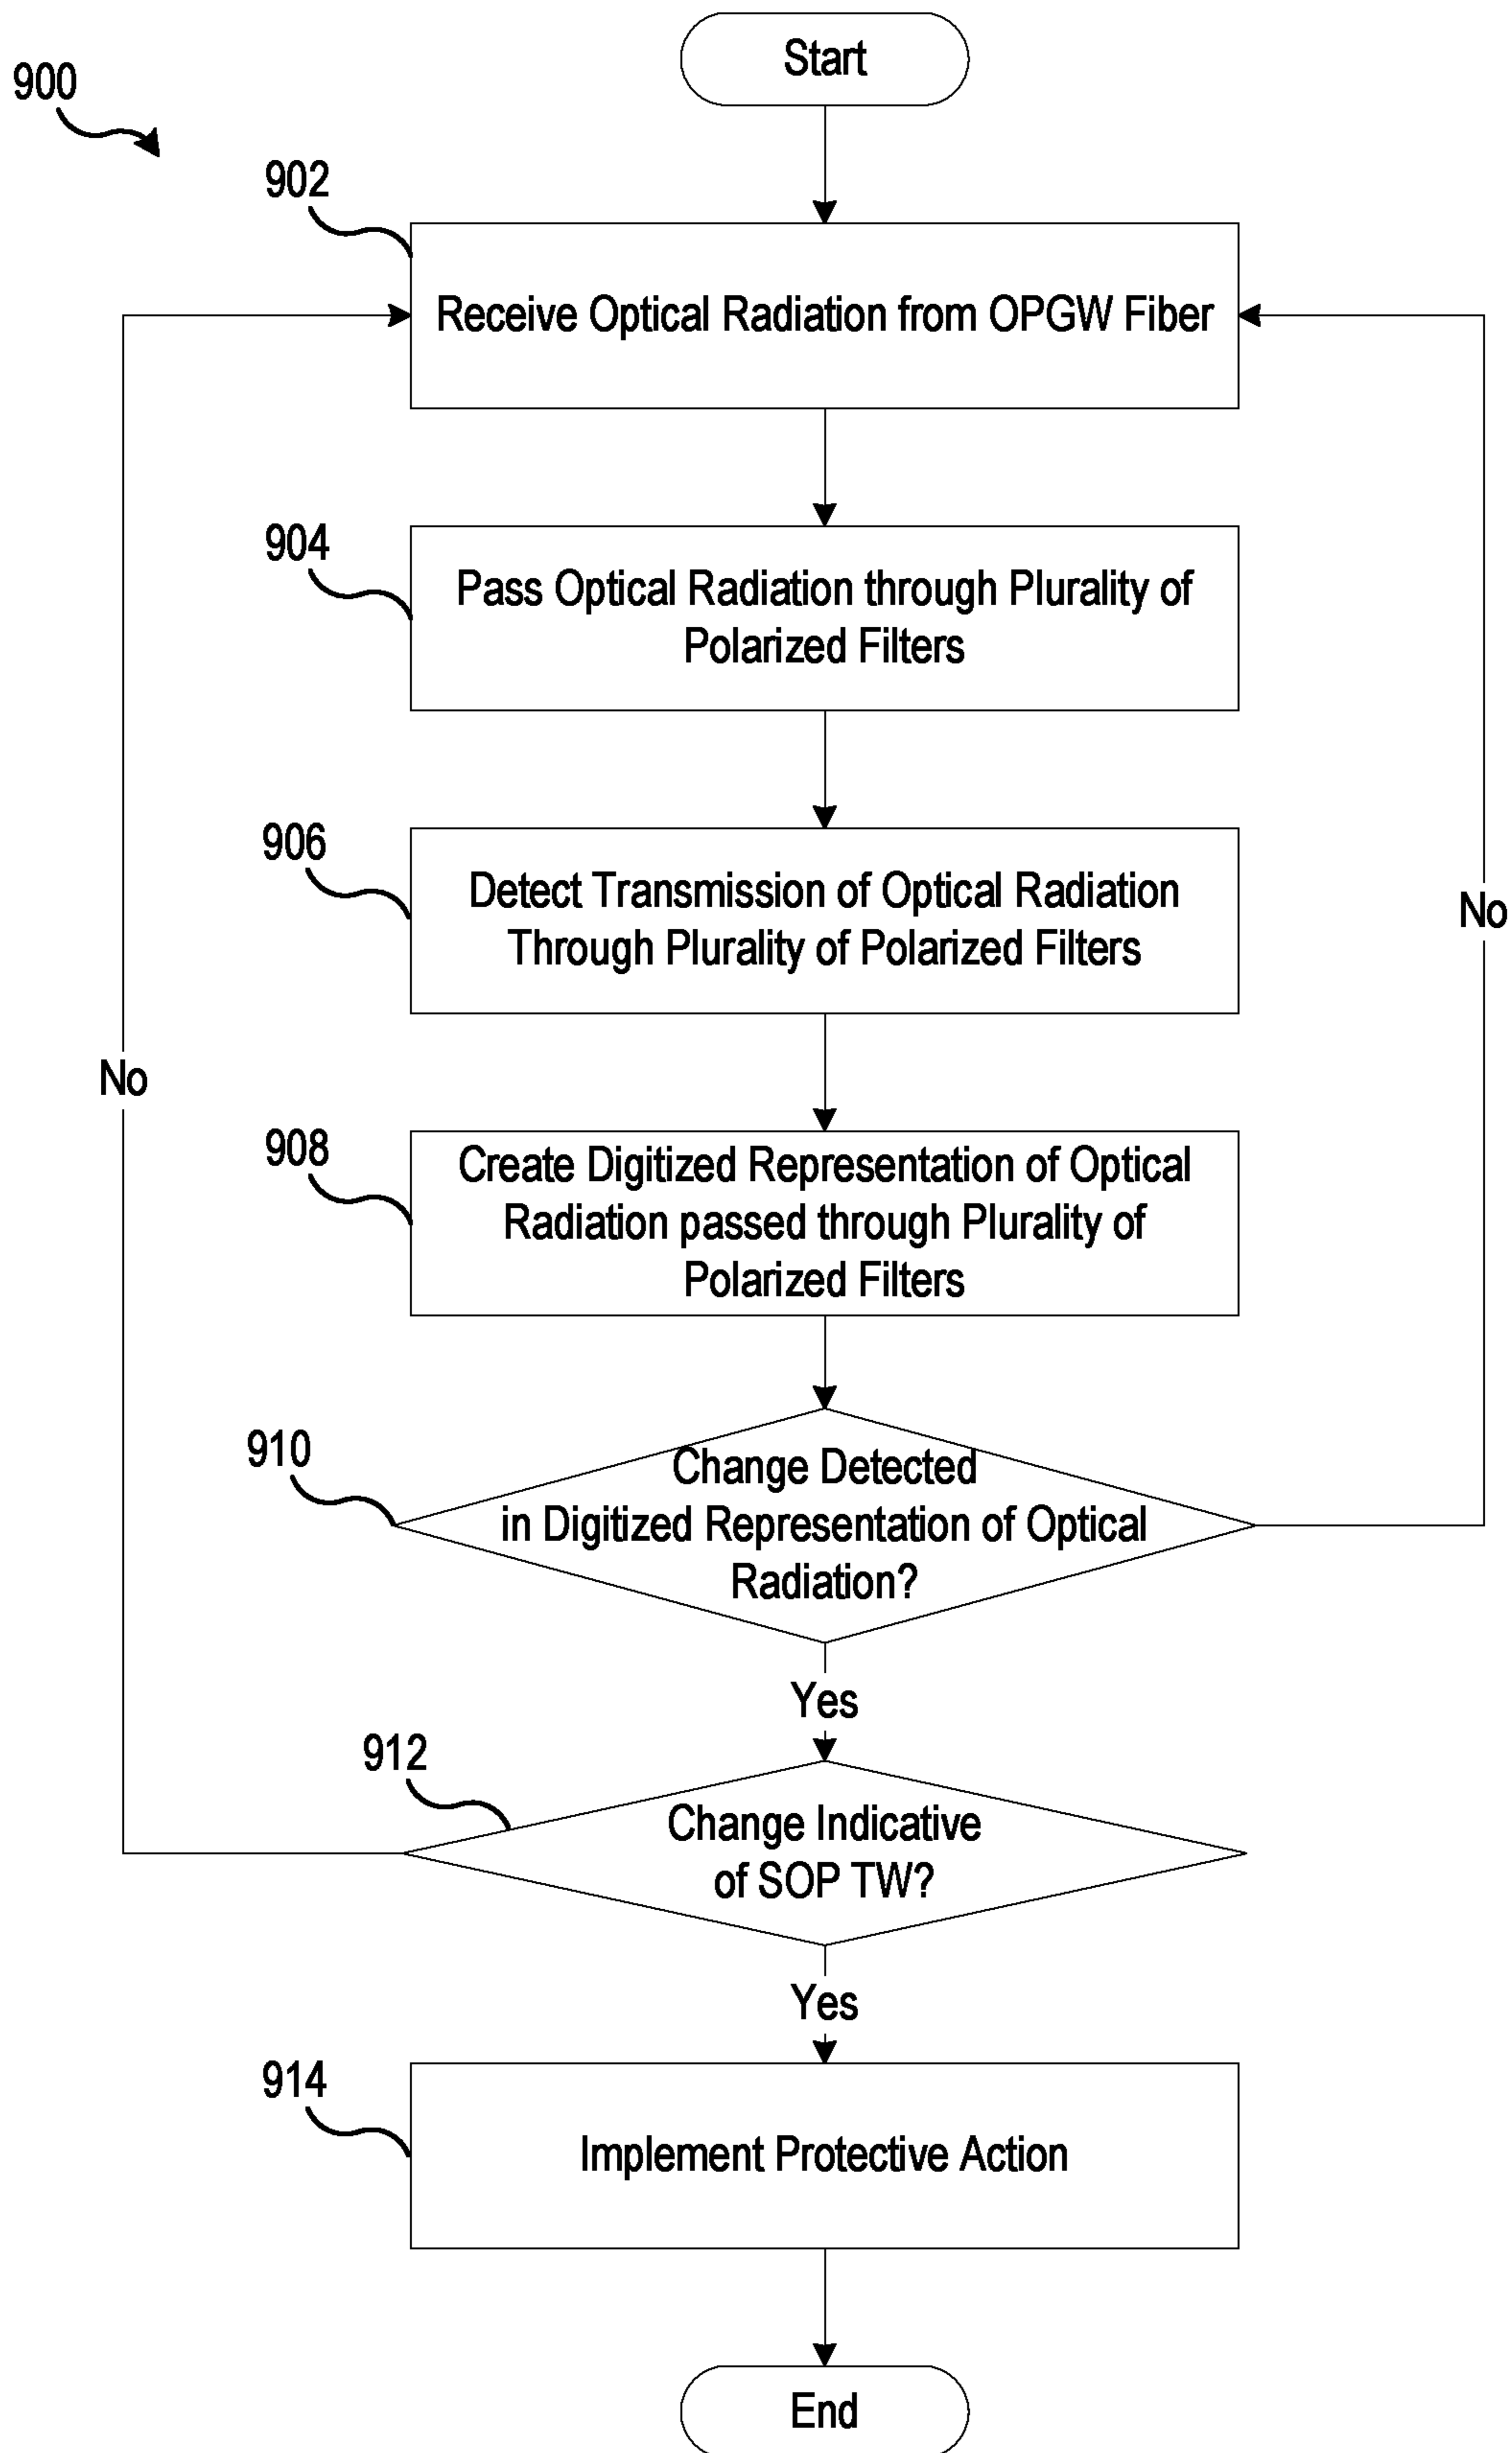 Start
900
902
Receive Optical Radiation from OPGW Fiber
904
Pass Optical Radiation through Plurality of
Polarized Filters
906
Detect Transmission of Optical Radiation
Through Plurality of Polarized Filters
No
No
908
Create Digitized Representation of Optical
Radiation passed through Plurality of
Polarized Filters
910
Change Detected
in Digitized Representation of Optical
Radiation?
Yes
912
Change Indicative
of SOP TW?
Yes
914
Implement Protective Action
End